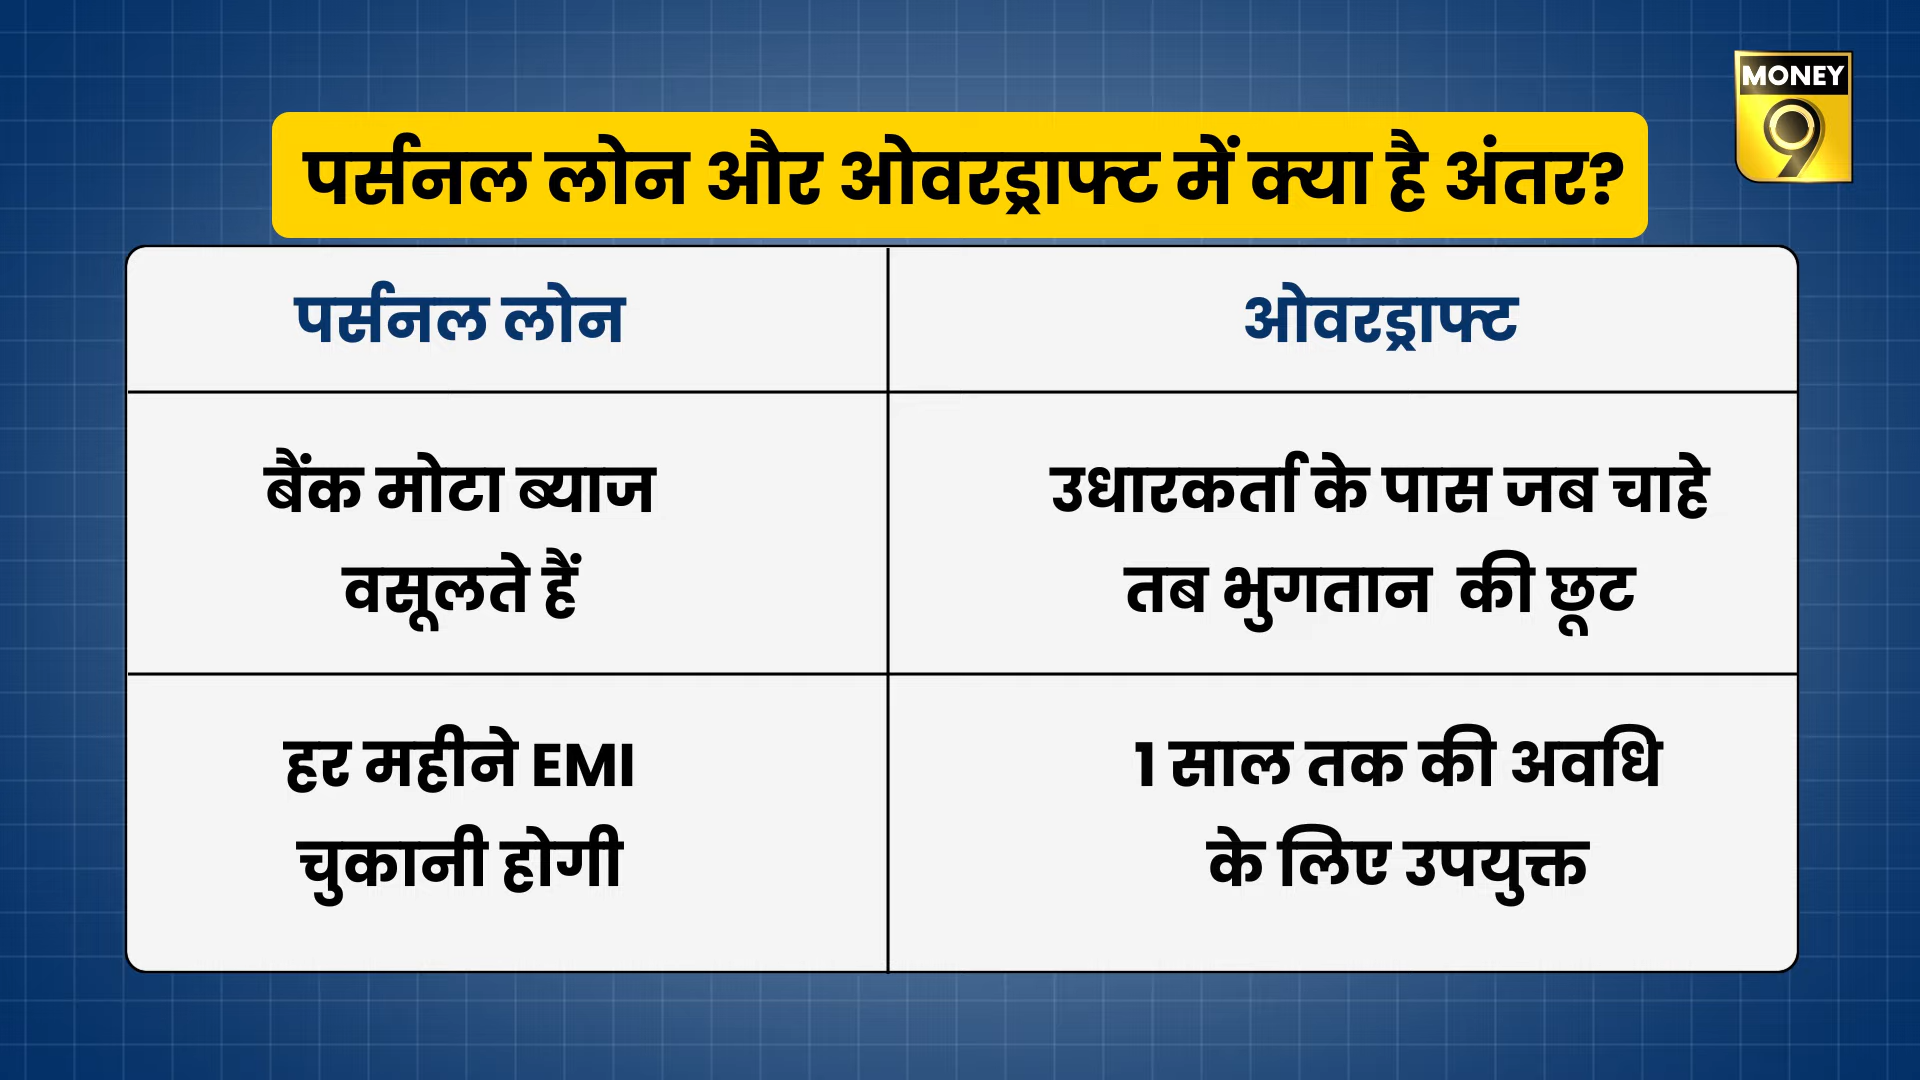 MONEY
9
पर्सनल लोन और ओवरड्राफ्ट में क्या है अंतर?
पर्सनल लोन
ओवरड्राफ्ट
बैंक मोटा ब्याज
वसूलते हैं
उधारकर्ता के पास जब चाहे
तब भुगतान की छूट
हर महीने EMI
चुकानी होगी
1 साल तक की अवधि
के लिए उपयुक्त